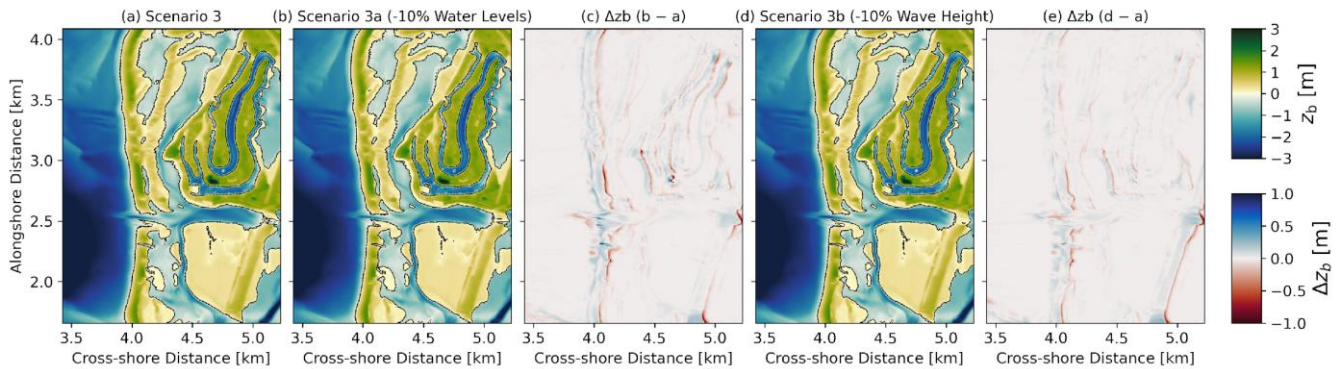 (a) Scenario 3
(b) Scenario 3a (-10% Water Levels)
(c) Δzb (b − a)
(d) Scenario 3b (-10% Wave Height)
(e) Δzb (d − a)
Alongshore Distance [km]
4.0
3.5
3.0
2.5
2.0
3.5 4.0 4.5 5.0
3.5 4.0 4.5 5.0
3.5 4.0 4.5 5.0
3.5 4.0 4.5 5.0
3.5 4.0 4.5 5.0
Cross-shore Distance [km]
Cross-shore Distance [km]
Cross-shore Distance [km]
Cross-shore Distance [km]
Cross-shore Distance [km]
3
2
1
0
−1
−2
−3
z_b [m]
1.0
0.5
0.0
−0.5
−1.0
Δz_b [m]